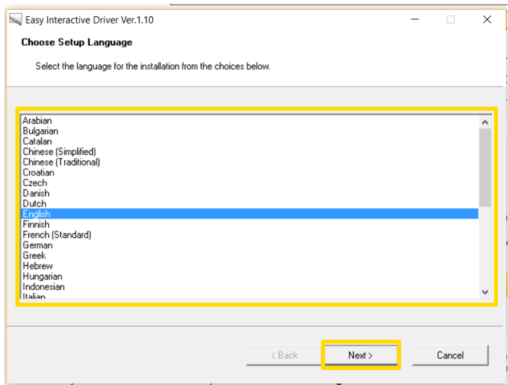 Easy Interactive Driver Ver.1.10
Choose Setup Language
Select the language for the installation from the choices below.
Arabian
Bulgarian
Catalan
Chinese (Simplified)
Chinese (Traditional)
Croatian
Czech
Danish
Dutch
English
Finnish
French (Standard)
German
Greek
Hebrew
Hungarian
Indonesian
Italian
< Back
Next >
Cancel